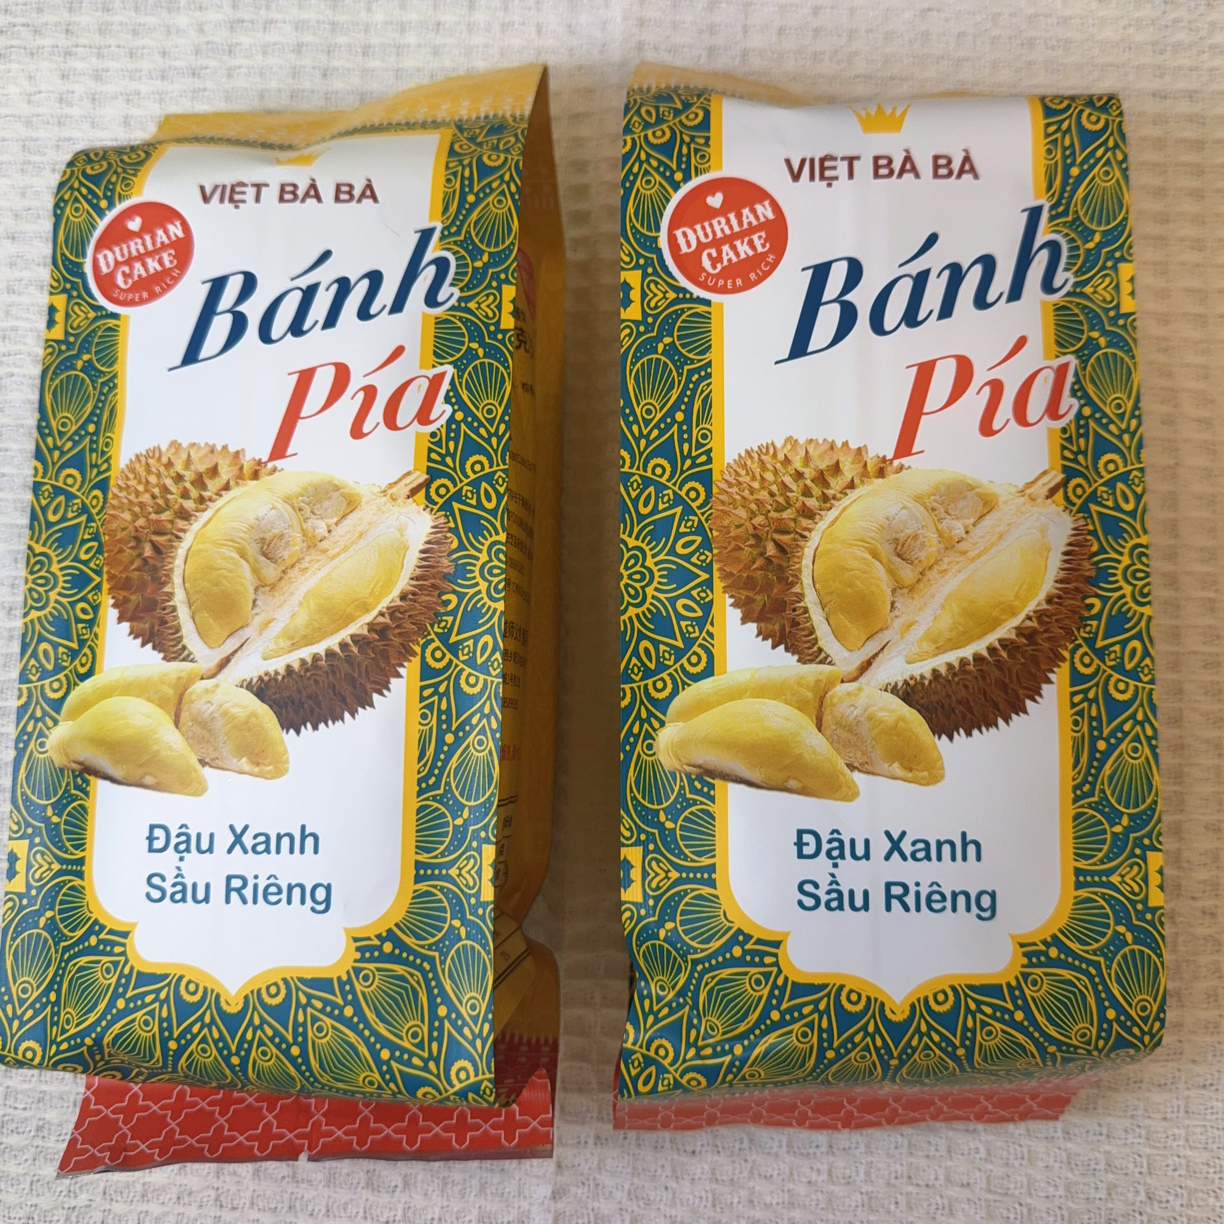 VIỆT BÀ BÀ
DURIAN
CAKE
SUPER RICH
Bánh
Pía
Đậu Xanh
Sầu Riêng
VIỆT BÀ BÀ
DURIAN
CAKE
SUPER RICH
Bánh
Pía
Đậu Xanh
Sầu Riêng